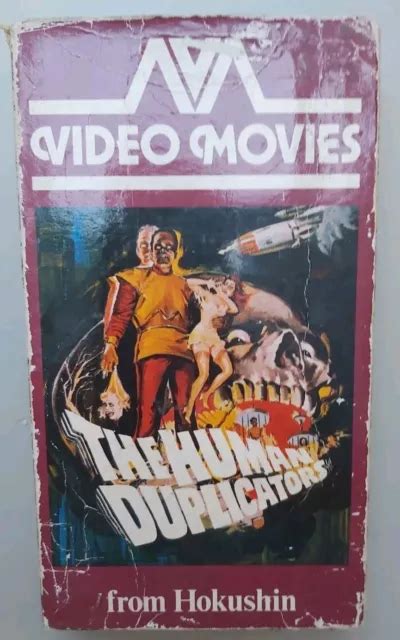 VIDEO MOVIES
THE HUMAN
DUPLICATORS
from Hokushin